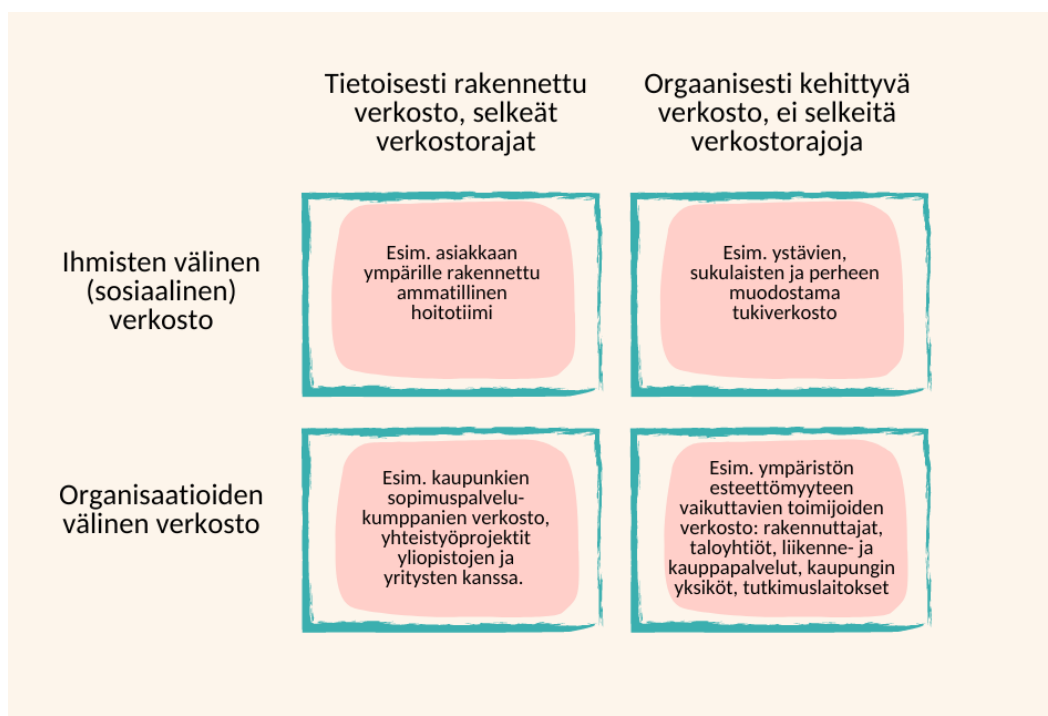 Tietoisesti rakennettu
verkosto, selkeät
verkostorajat
Orgaanisesti kehittyvä
verkosto, ei selkeitä
verkostorajoja
Ihmisten välinen
(sosiaalinen)
verkosto
Esim. asiakkaan
ympärille rakennettu
ammatillinen
hoitotiimi
Esim. ystävien,
sukulaisten ja perheen
muodostama
tukiverkosto
Organisaatioiden
välinen verkosto
Esim. kaupunkien
sopimuspalvelu-
kumppanien verkosto,
yhteistyöprojektit
yliopistojen ja
yritysten kanssa.
Esim. ympäristön
esteettömyyteen
vaikuttavien toimijoiden
verkosto: rakennuttajat,
taloyhtiöt, liikenne- ja
kauppapalvelut, kaupungin
yksiköt, tutkimuslaitokset